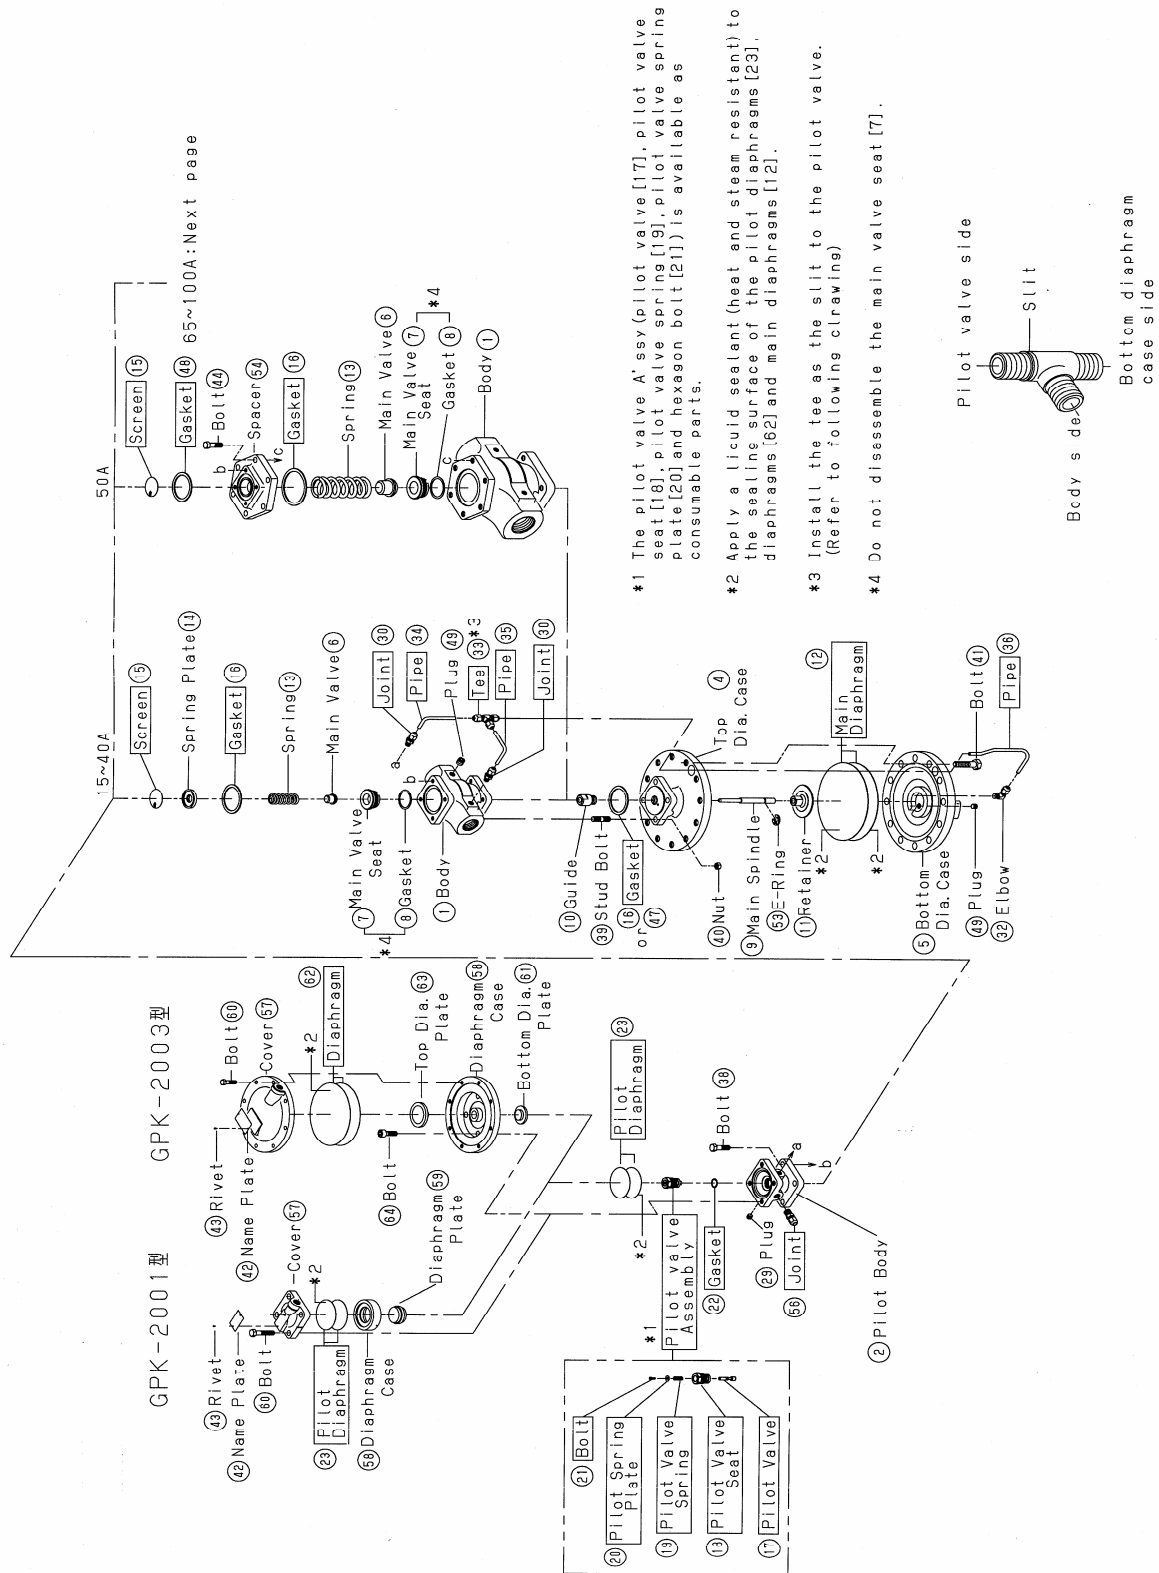 GPK-2001型
GPK-2003型
15~40A
50A
65~100A:Next page
㊸ Rivet
㊷ Name Plate
60 Bolt
Cover 57
*2
23 Pilot
Diaphragm
58 Diaphragm
Case
Diaphragm 59
Plate
㊸ Rivet
㊷ Name Plate
Bolt 60
Cover 57
*2
Diaphragm 62
Top Dia. 63
Plate
64 Bolt
Diaphragm 58
Case
Bottom Dia. 61
Plate
Pilot
Diaphragm
㉓
*2
*1
Pilot valve
Assembly
㉒ Gasket
Bolt ㊳
a
b
㉙ Plug
56 Joint
② Pilot Body
㉑ Bolt
⑳ Pilot Spring
Plate
⑲ Pilot Valve
Spring
⑱ Pilot Valve
Seat
⑰ Pilot Valve
Screen ⑮
Spring Plate ⑭
Gasket ⑯
Spring ⑬
Main Valve ⑥
⑦ Main Valve
Seat
⑧ Gasket
*4
① Body
a
b
Joint ㉚
Pipe ㉞
Plug ㊾
Tee ㉝ *3
Pipe ㉟
Joint ㉚
Screen ⑮
Gasket ㊽
Bolt ㊹
b
Spacer 54
c
Gasket ⑯
Spring ⑬
Main Valve ⑥
Main Valve ⑦
Seat
Gasket ⑧
*4
c
Body ①
⑩ Guide
㊴ Stud Bolt
⑯ Gasket
or
㊼
㊵ Nut
④
Top
Dia. Case
⑨ Main Spindle
53 E-Ring
⑪ Retainer
⑫
Main
Diaphragm
*2
*2
⑤ Bottom
Dia. Case
㊾ Plug
㉜ Elbow
Bolt ㊶
Pipe ㊱
*1 The pilot valve A'ssy(pilot valve[17],pilot valve
seat[18],pilot valve spring[19],pilot valve spring
plate[20] and hexagon bolt[21])is available as
consumable parts.
*2 Apply a licuid sealant(heat and steam resistant)to
the sealing surface of the pilot diaphragms[23],
diaphragms[62]and main diaphragms[12].
*3 Install the tee as the slit to the pilot valve.
(Refer to following clrawing)
*4 Do not disassemble the main valve seat[7].
Pilot valve side
Slit
Body s de
Bottom diaphragm
case side